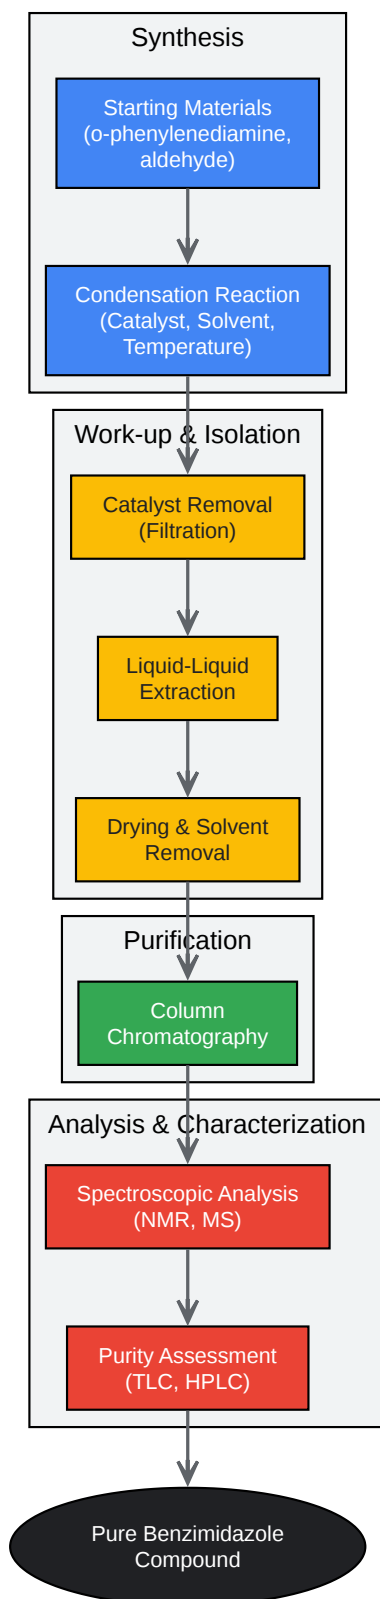 Synthesis
Starting Materials
(o-phenylenediamine,
aldehyde)
Condensation Reaction
(Catalyst, Solvent,
Temperature)
Work-up & Isolation
Catalyst Removal
(Filtration)
Liquid-Liquid
Extraction
Drying & Solvent
Removal
Purification
Column
Chromatography
Analysis & Characterization
Spectroscopic Analysis
(NMR, MS)
Purity Assessment
(TLC, HPLC)
Pure Benzimidazole
Compound